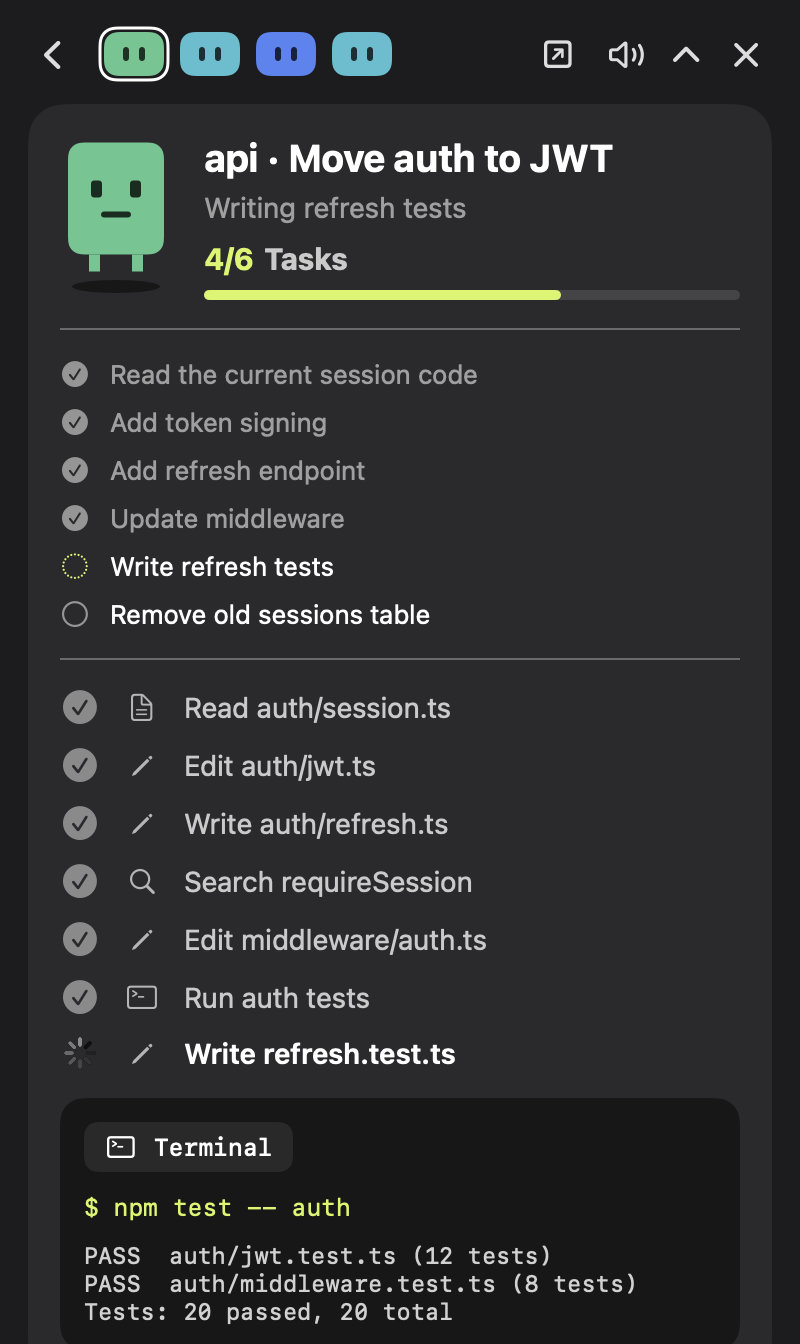 api · Move auth to JWT
Writing refresh tests
4/6 Tasks
Read the current session code
Add token signing
Add refresh endpoint
Update middleware
Write refresh tests
Remove old sessions table
Read auth/session.ts
Edit auth/jwt.ts
Write auth/refresh.ts
Search requireSession
Edit middleware/auth.ts
Run auth tests
Write refresh.test.ts
Terminal
$ npm test -- auth
PASS  auth/jwt.test.ts (12 tests)
PASS  auth/middleware.test.ts (8 tests)
Tests: 20 passed, 20 total